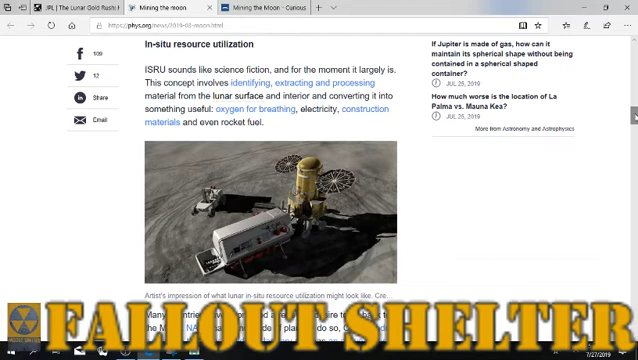 JPL | The Lunar Gold Rush:
Mining the moon
Mining the Moon - Curious
https://phys.org/news/2019-03-moon.html
In-situ resource utilization
109
12
Share
Email
ISRU sounds like science fiction, and for the moment it largely is.
This concept involves identifying, extracting and processing
material from the lunar surface and interior and converting it into
something useful: oxygen for breathing, electricity, construction
materials and even rocket fuel.
Artist's impression of what lunar in-situ resource utilization might look like. Cre...
Many
the M
If Jupiter is made of gas, how can it
maintain its spherical shape without being
contained in a spherical shaped
container?
JUL 25, 2019
How much worse is the location of La
Palma vs. Mauna Kea?
JUL 25, 2019
More from Astronomy and Astrophysics
FALLOUT SHELTER
7/27/2019